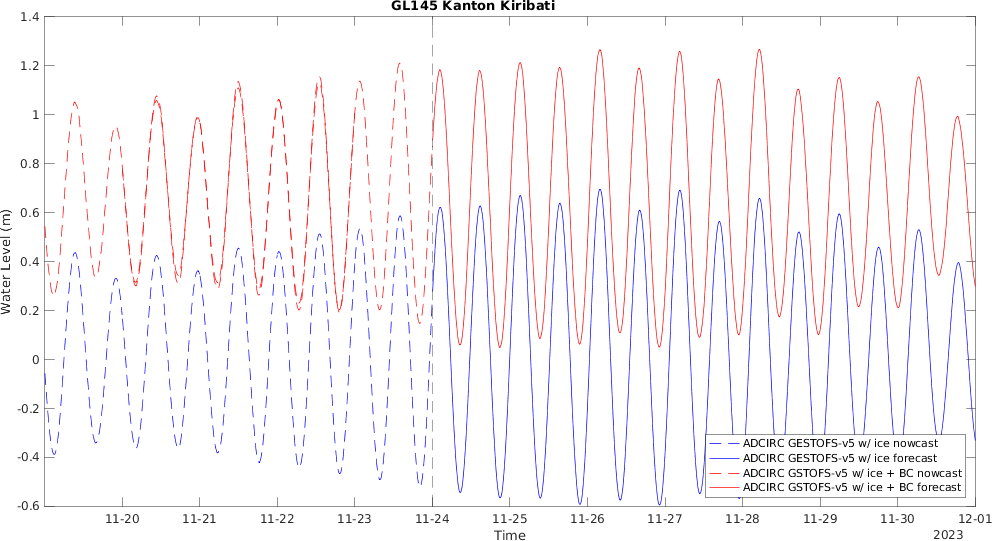 GL145 Kanton Kiribati
1.4
1.2
1
0.8
0.6
0.4
0.2
0
-0.2
-0.4
-0.6
Water Level (m)
ADCIRC GESTOFS-v5 w/ ice nowcast
ADCIRC GESTOFS-v5 w/ ice forecast
ADCIRC GSTOFS-v5 w/ ice + BC nowcast
ADCIRC GSTOFS-v5 w/ ice + BC forecast
11-20 11-21 11-22 11-23 11-24 11-25 11-26 11-27 11-28 11-29 11-30 12-01
Time
2023